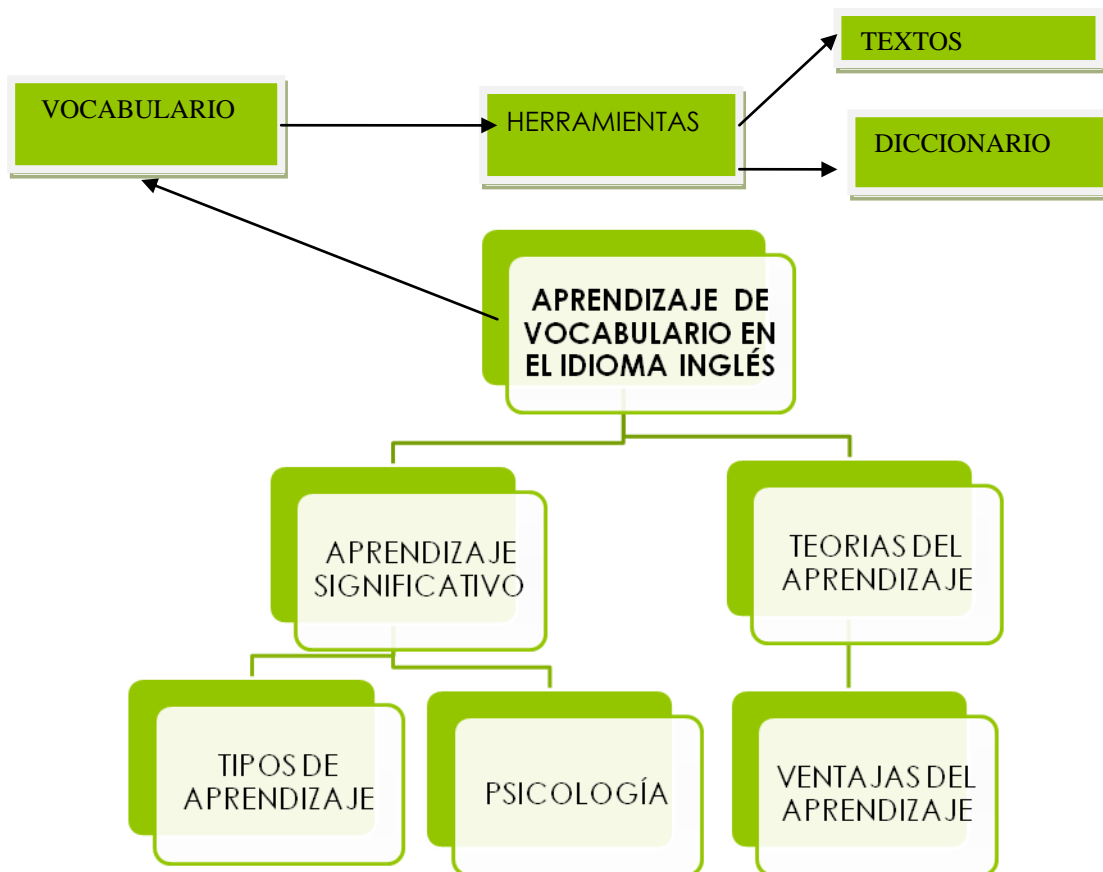 TEXTOS
VOCABULARIO
HERRAMIENTAS
DICCIONARIO
APRENDIZAJE DE
VOCABULARIO EN
EL IDIOMA INGLÉS
APRENDIZAJE
SIGNIFICATIVO
TEORIAS DEL
APRENDIZAJE
TIPOS DE
APRENDIZAJE
PSICOLOGÍA
VENTAJAS DEL
APRENDIZAJE